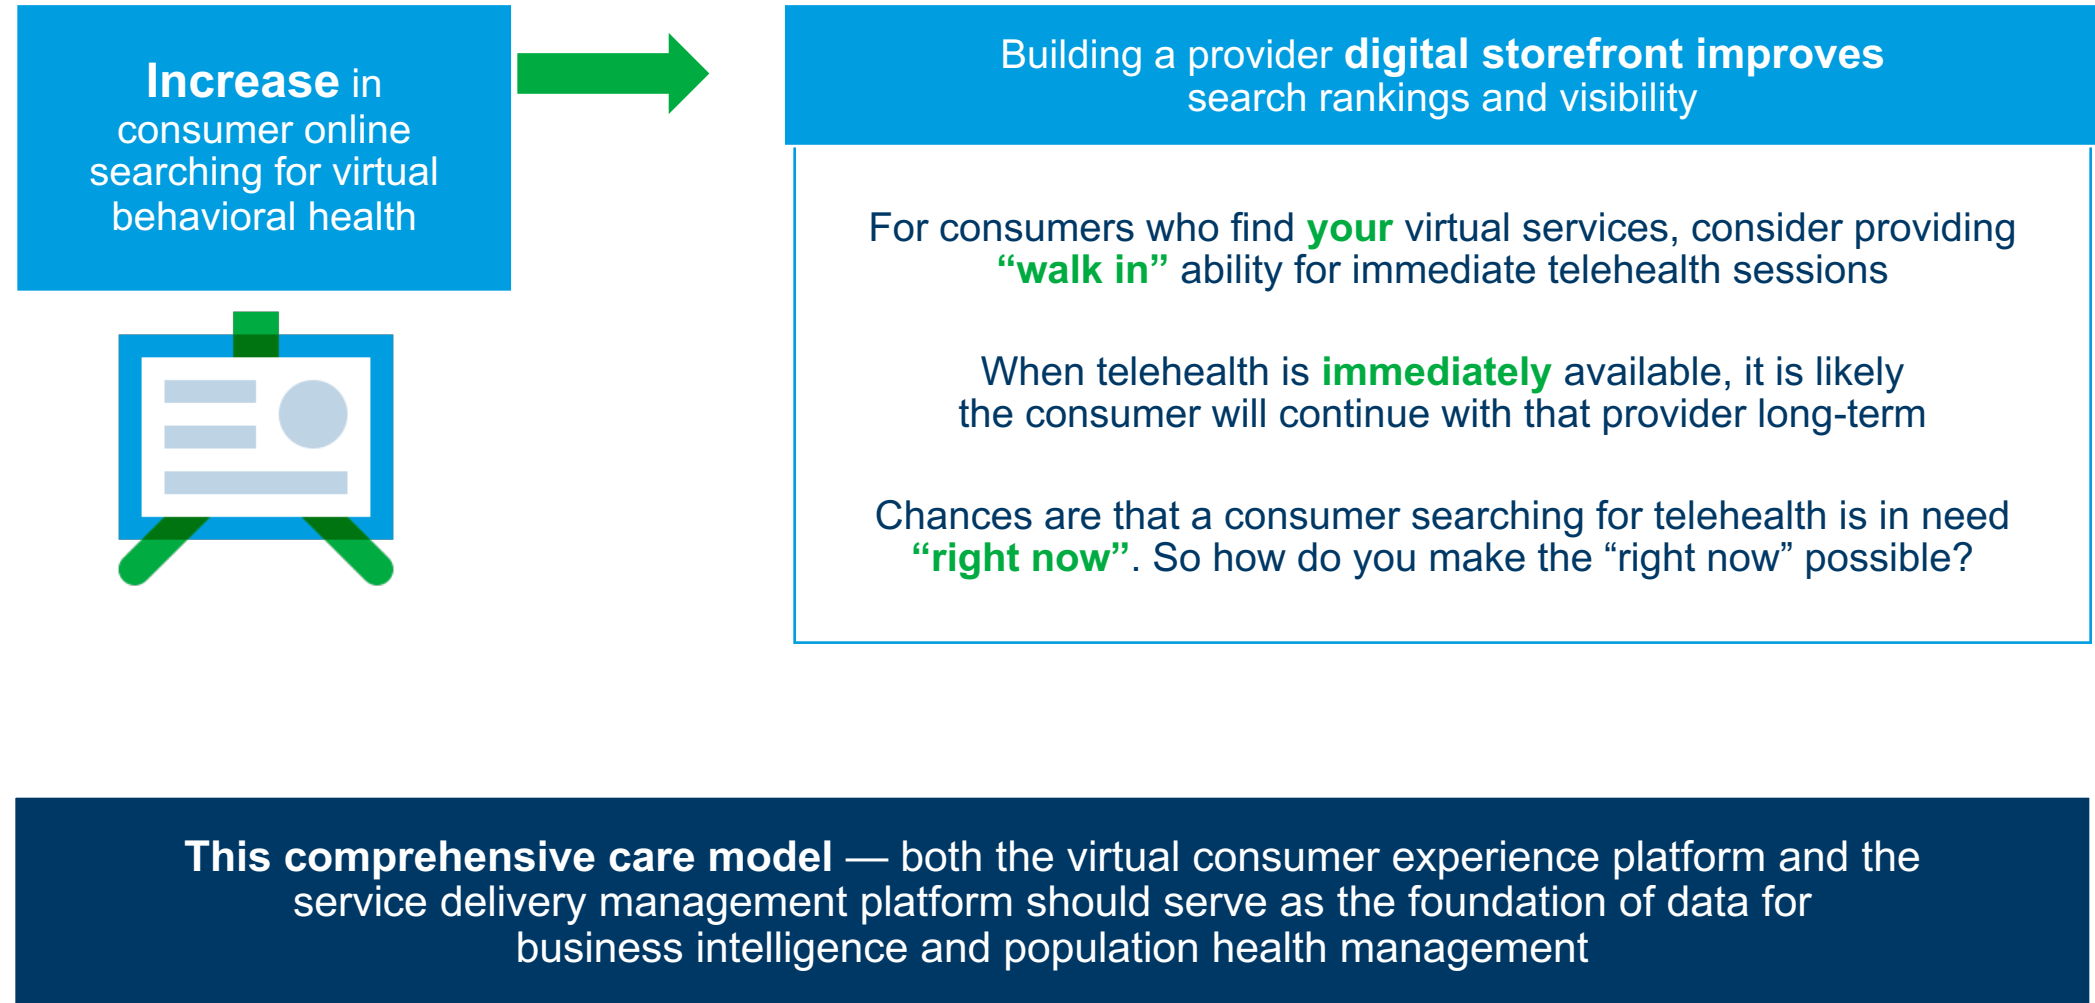 Increase in
consumer online
searching for virtual
behavioral health
Building a provider digital storefront improves
search rankings and visibility
For consumers who find your virtual services, consider providing
“walk in” ability for immediate telehealth sessions
When telehealth is immediately available, it is likely
the consumer will continue with that provider long-term
Chances are that a consumer searching for telehealth is in need
“right now”. So how do you make the “right now” possible?
This comprehensive care model — both the virtual consumer experience platform and the
service delivery management platform should serve as the foundation of data for
business intelligence and population health management